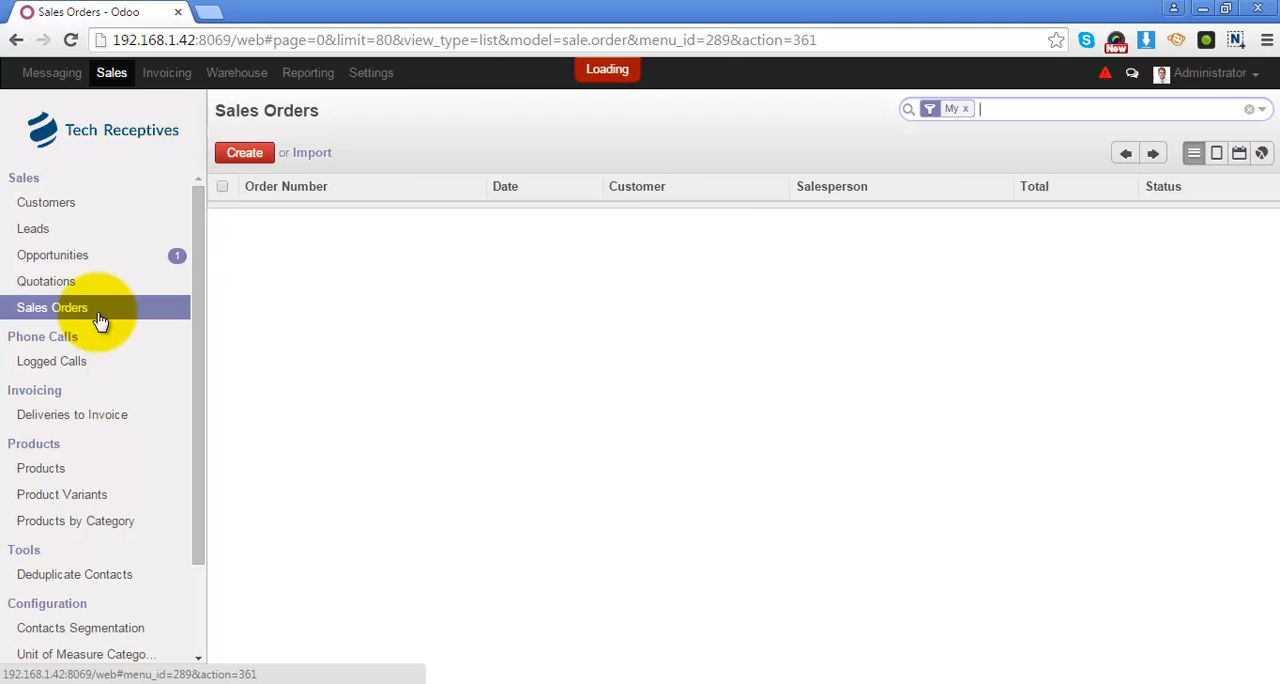 Sales Orders - Odoo
192.168.1.42:8069/web#page=0&limit=80&view_type=list&model=sale.order&menu_id=289&action=361
New
Messaging Sales Invoicing Warehouse Reporting Settings
Loading
Administrator
Tech Receptives
Sales Orders
My x
Create or Import
Order Number Date Customer Salesperson Total Status
Sales
Customers
Leads
Opportunities 1
Quotations
Sales Orders
Phone Calls
Logged Calls
Invoicing
Deliveries to Invoice
Products
Products
Product Variants
Products by Category
Tools
Deduplicate Contacts
Configuration
Contacts Segmentation
Unit of Measure Catego...
192.168.1.42:8069/web#menu_id=289&action=361